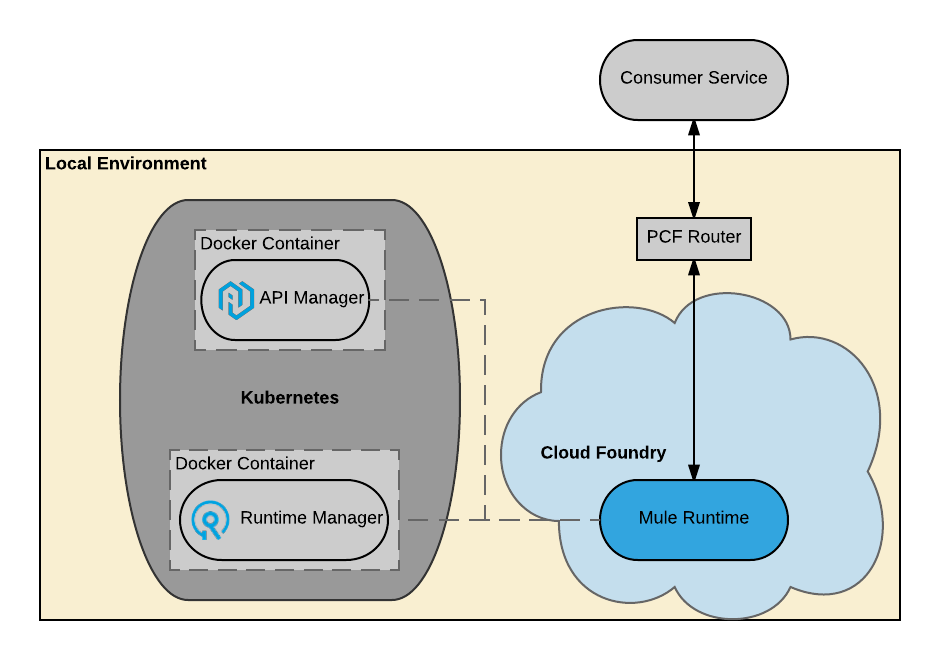 Consumer Service
Local Environment
PCF Router
Docker Container
API Manager
Kubernetes
Cloud Foundry
Docker Container
Runtime Manager
Mule Runtime